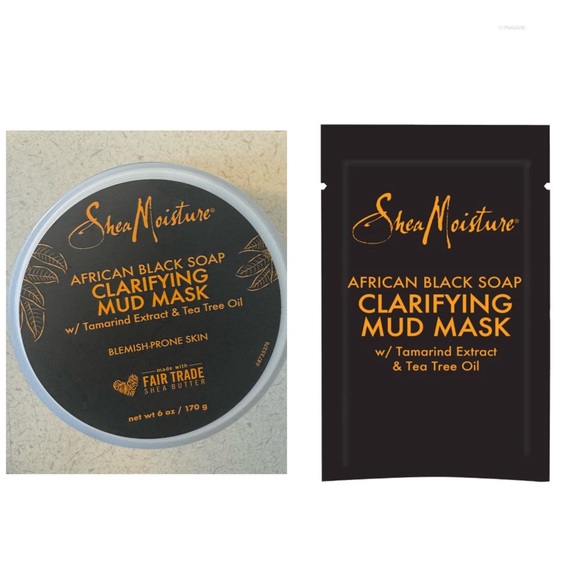 SheaMoisture®
AFRICAN BLACK SOAP
CLARIFYING
MUD MASK
w/ Tamarind Extract & Tea Tree Oil
BLEMISH-PRONE SKIN
made with
FAIR TRADE
SHEA BUTTER
net wt 6 oz / 170 g
SheaMoisture®
AFRICAN BLACK SOAP
CLARIFYING
MUD MASK
w/ Tamarind Extract
& Tea Tree Oil